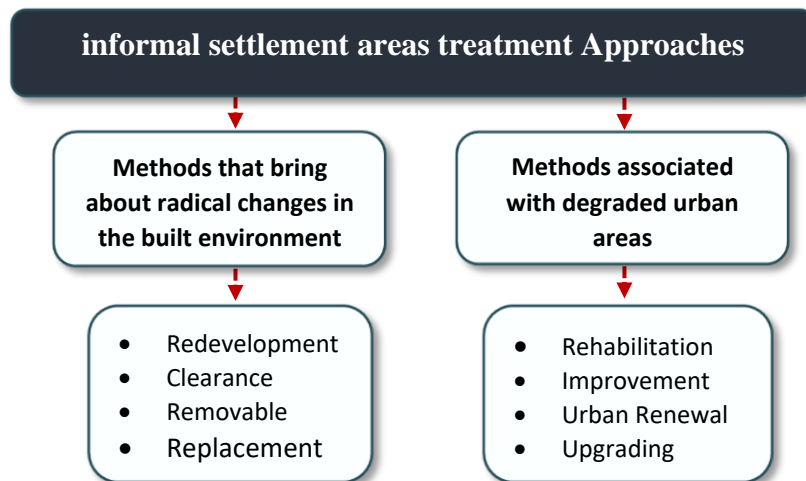 informal settlement areas treatment Approaches
Methods that bring
about radical changes in
the built environment
Methods associated
with degraded urban
areas
• Redevelopment
• Clearance
• Removable
• Replacement
• Rehabilitation
• Improvement
• Urban Renewal
• Upgrading